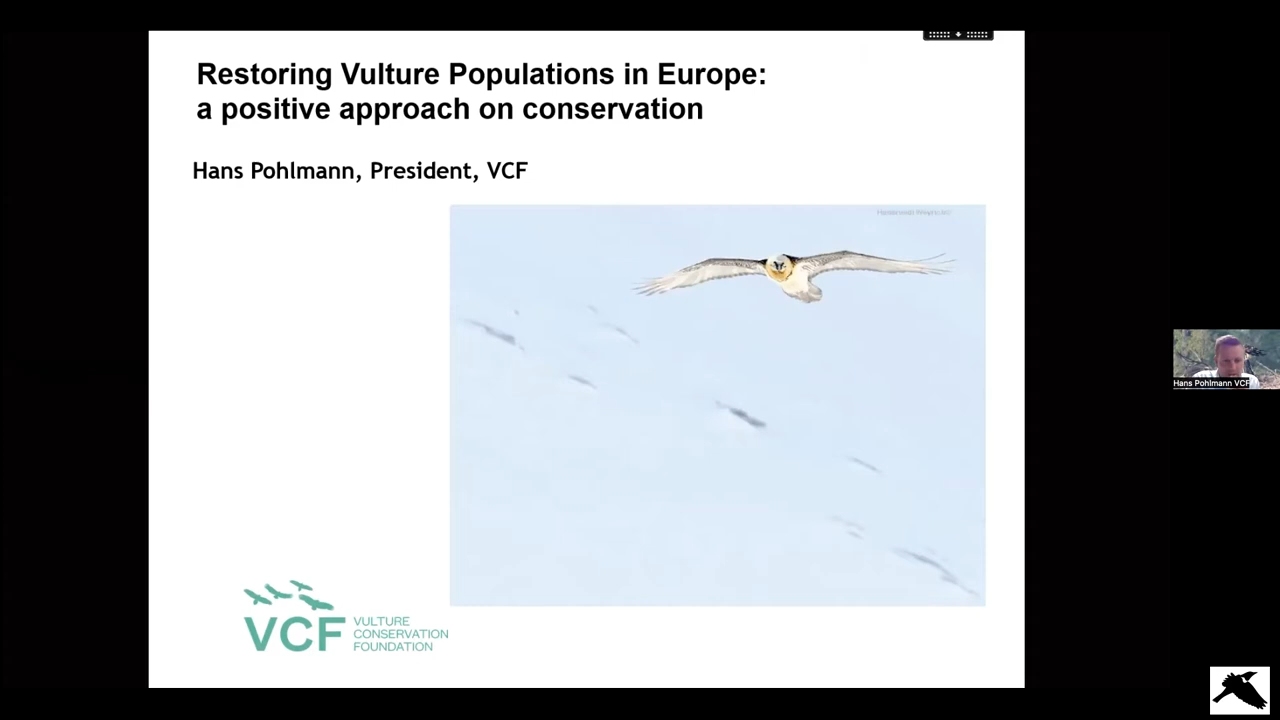 Restoring Vulture Populations in Europe:
a positive approach on conservation
Hans Pohlmann, President, VCF
VCF
VULTURE
CONSERVATION
FOUNDATION
Hans Pohlmann VCF